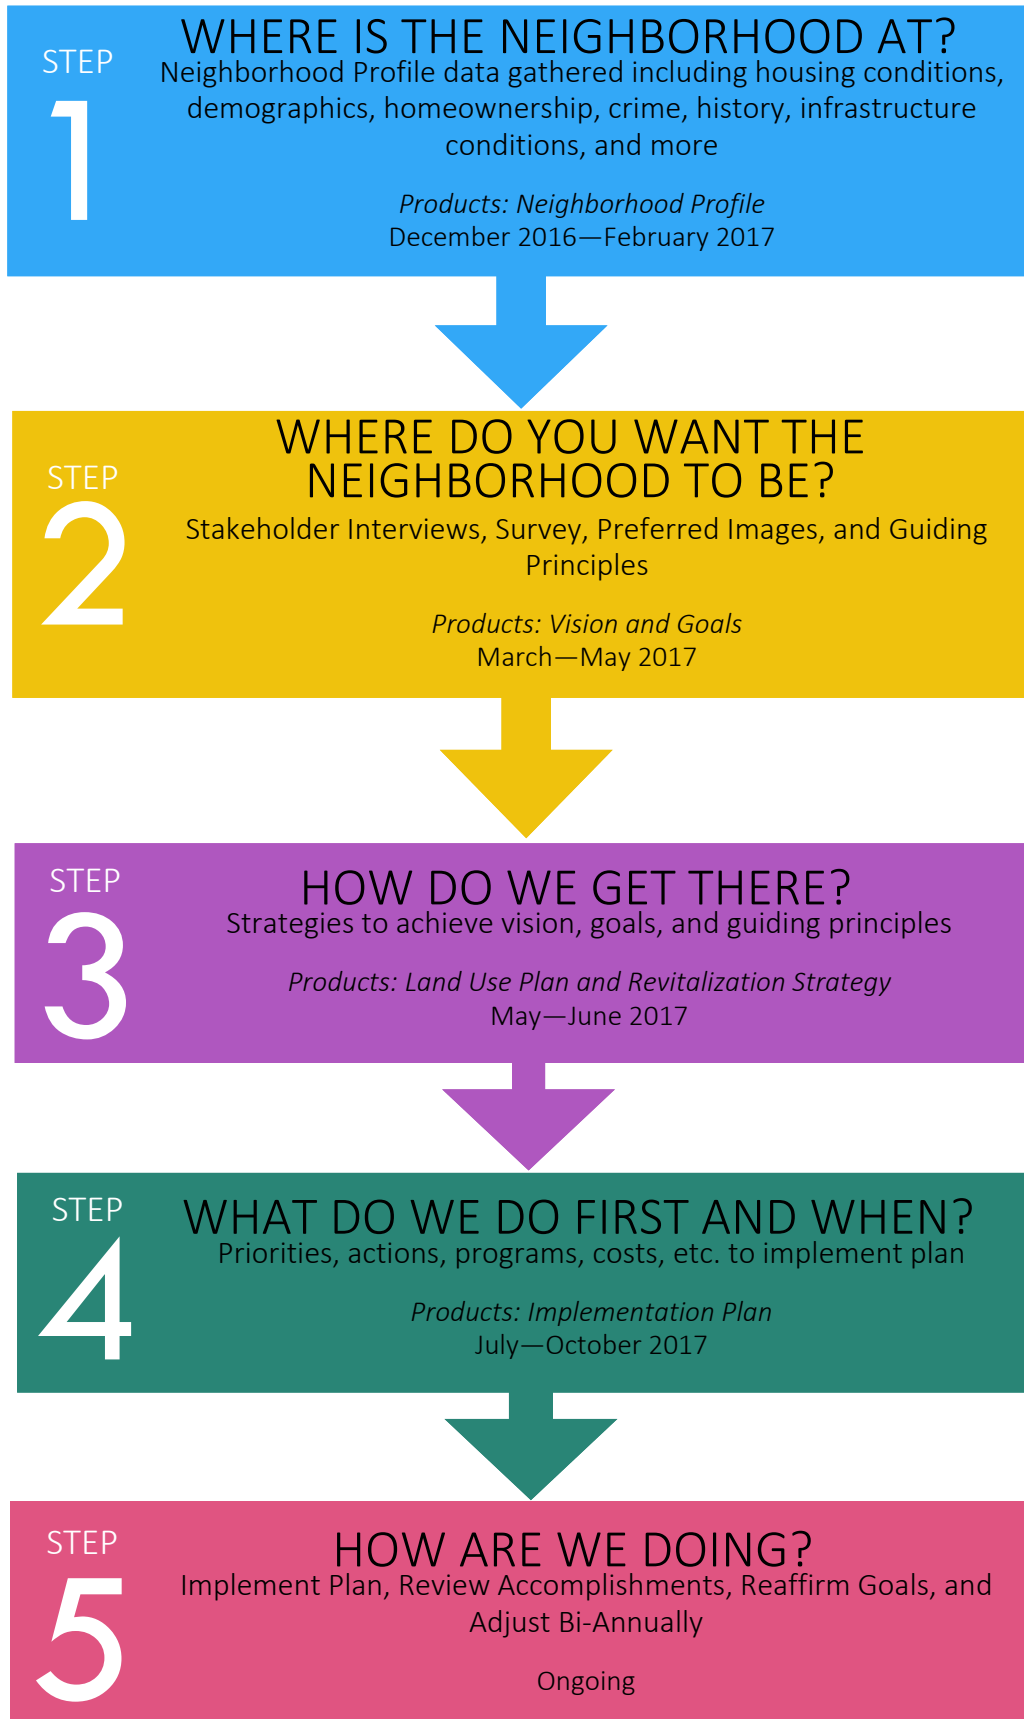 STEP
1
WHERE IS THE NEIGHBORHOOD AT?
Neighborhood Profile data gathered including housing conditions,
demographics, homeownership, crime, history, infrastructure
conditions, and more
Products: Neighborhood Profile
December 2016—February 2017
STEP
2
WHERE DO YOU WANT THE
NEIGHBORHOOD TO BE?
Stakeholder Interviews, Survey, Preferred Images, and Guiding
Principles
Products: Vision and Goals
March—May 2017
STEP
3
HOW DO WE GET THERE?
Strategies to achieve vision, goals, and guiding principles
Products: Land Use Plan and Revitalization Strategy
May—June 2017
STEP
4
WHAT DO WE DO FIRST AND WHEN?
Priorities, actions, programs, costs, etc. to implement plan
Products: Implementation Plan
July—October 2017
STEP
5
HOW ARE WE DOING?
Implement Plan, Review Accomplishments, Reaffirm Goals, and
Adjust Bi-Annually
Ongoing